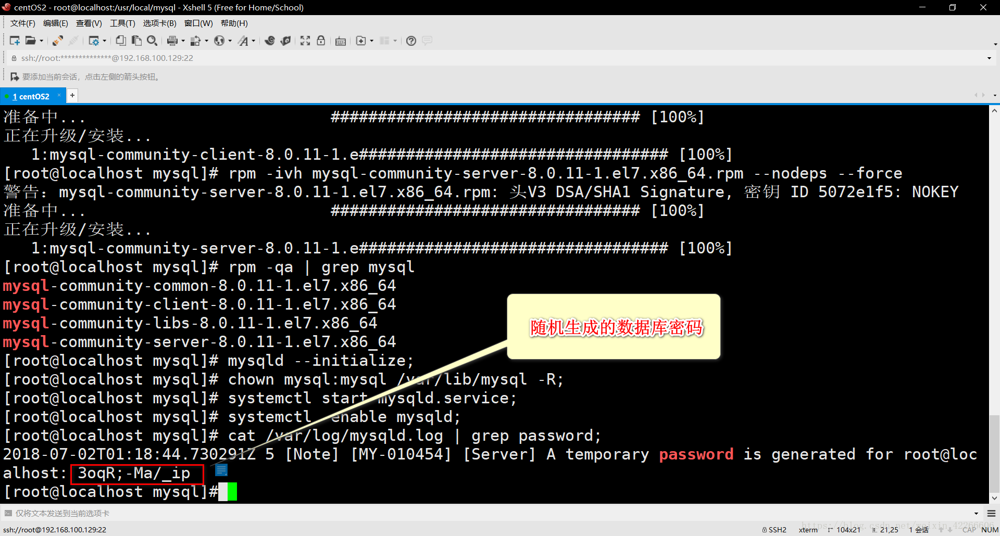 centOS2 - root@localhost:/usr/local/mysql - Xshell 5 (Free for Home/School)
文件(F) 编辑(E) 查看(V) 工具(T) 选项卡(B) 窗口(W) 帮助(H)
ssh://root:**************@192.168.100.129:22
要添加当前会话，点击左侧的箭头按钮。
1 centOS2 × +
准备中... ################################# [100%]
正在升级/安装...
1:mysql-community-client-8.0.11-1.e################################# [100%]
[root@localhost mysql]# rpm -ivh mysql-community-server-8.0.11-1.el7.x86_64.rpm --nodeps --force
警告：mysql-community-server-8.0.11-1.el7.x86_64.rpm: 头V3 DSA/SHA1 Signature, 密钥 ID 5072e1f5: NOKEY
准备中... ################################# [100%]
正在升级/安装...
1:mysql-community-server-8.0.11-1.e################################# [100%]
[root@localhost mysql]# rpm -qa | grep mysql
mysql-community-common-8.0.11-1.el7.x86_64
mysql-community-client-8.0.11-1.el7.x86_64
mysql-community-libs-8.0.11-1.el7.x86_64
mysql-community-server-8.0.11-1.el7.x86_64
随机生成的数据库密码
[root@localhost mysql]# mysqld --initialize;
[root@localhost mysql]# chown mysql:mysql /var/lib/mysql -R;
[root@localhost mysql]# systemctl start mysqld.service;
[root@localhost mysql]# systemctl  enable mysqld;
[root@localhost mysql]# cat /var/log/mysqld.log | grep password;
2018-07-02T01:18:44.730291Z 5 [Note] [MY-010454] [Server] A temporary password is generated for root@loc
alhost: 3oqR;-Ma/_ip
[root@localhost mysql]#
仅将文本发送到当前选项卡
https://blog.csdn.net/weixin_42266606
ssh://root@192.168.100.129:22 SSH2 xterm 104x21 21,25 1 会话 CAP NUM